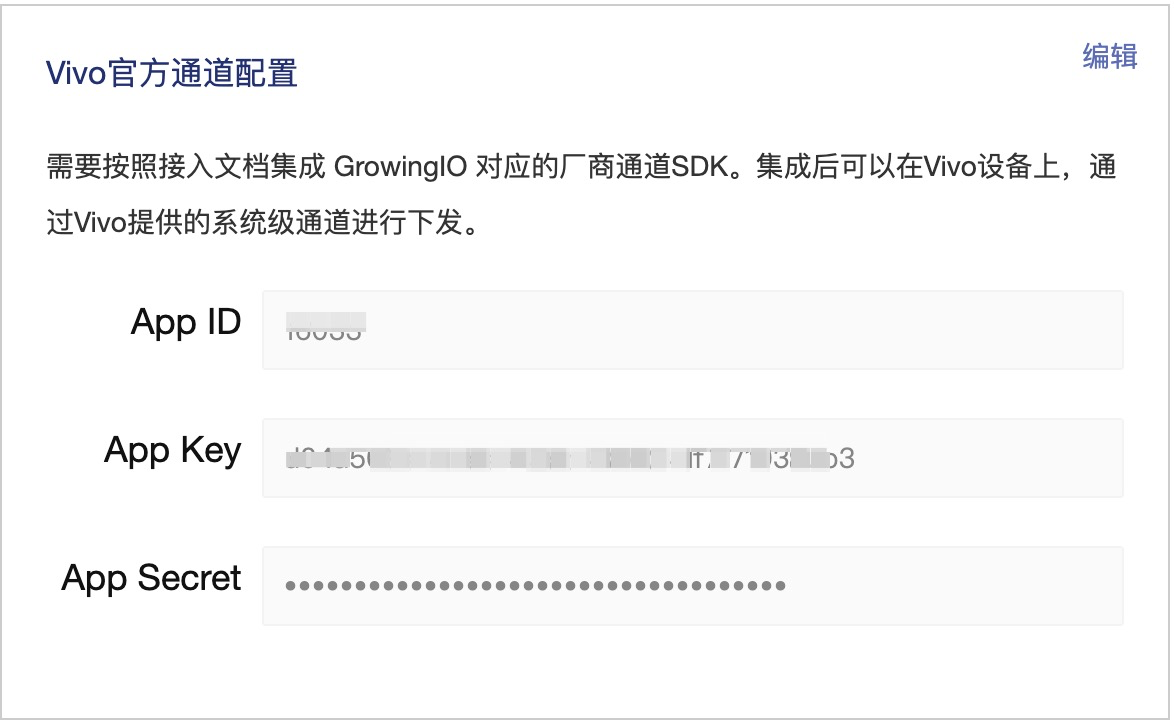 Vivo官方通道配置
编辑
需要按照接入文档集成 GrowingIO 对应的厂商通道SDK。集成后可以在Vivo设备上，通
过Vivo提供的系统级通道进行下发。
App ID
App Key
App Secret